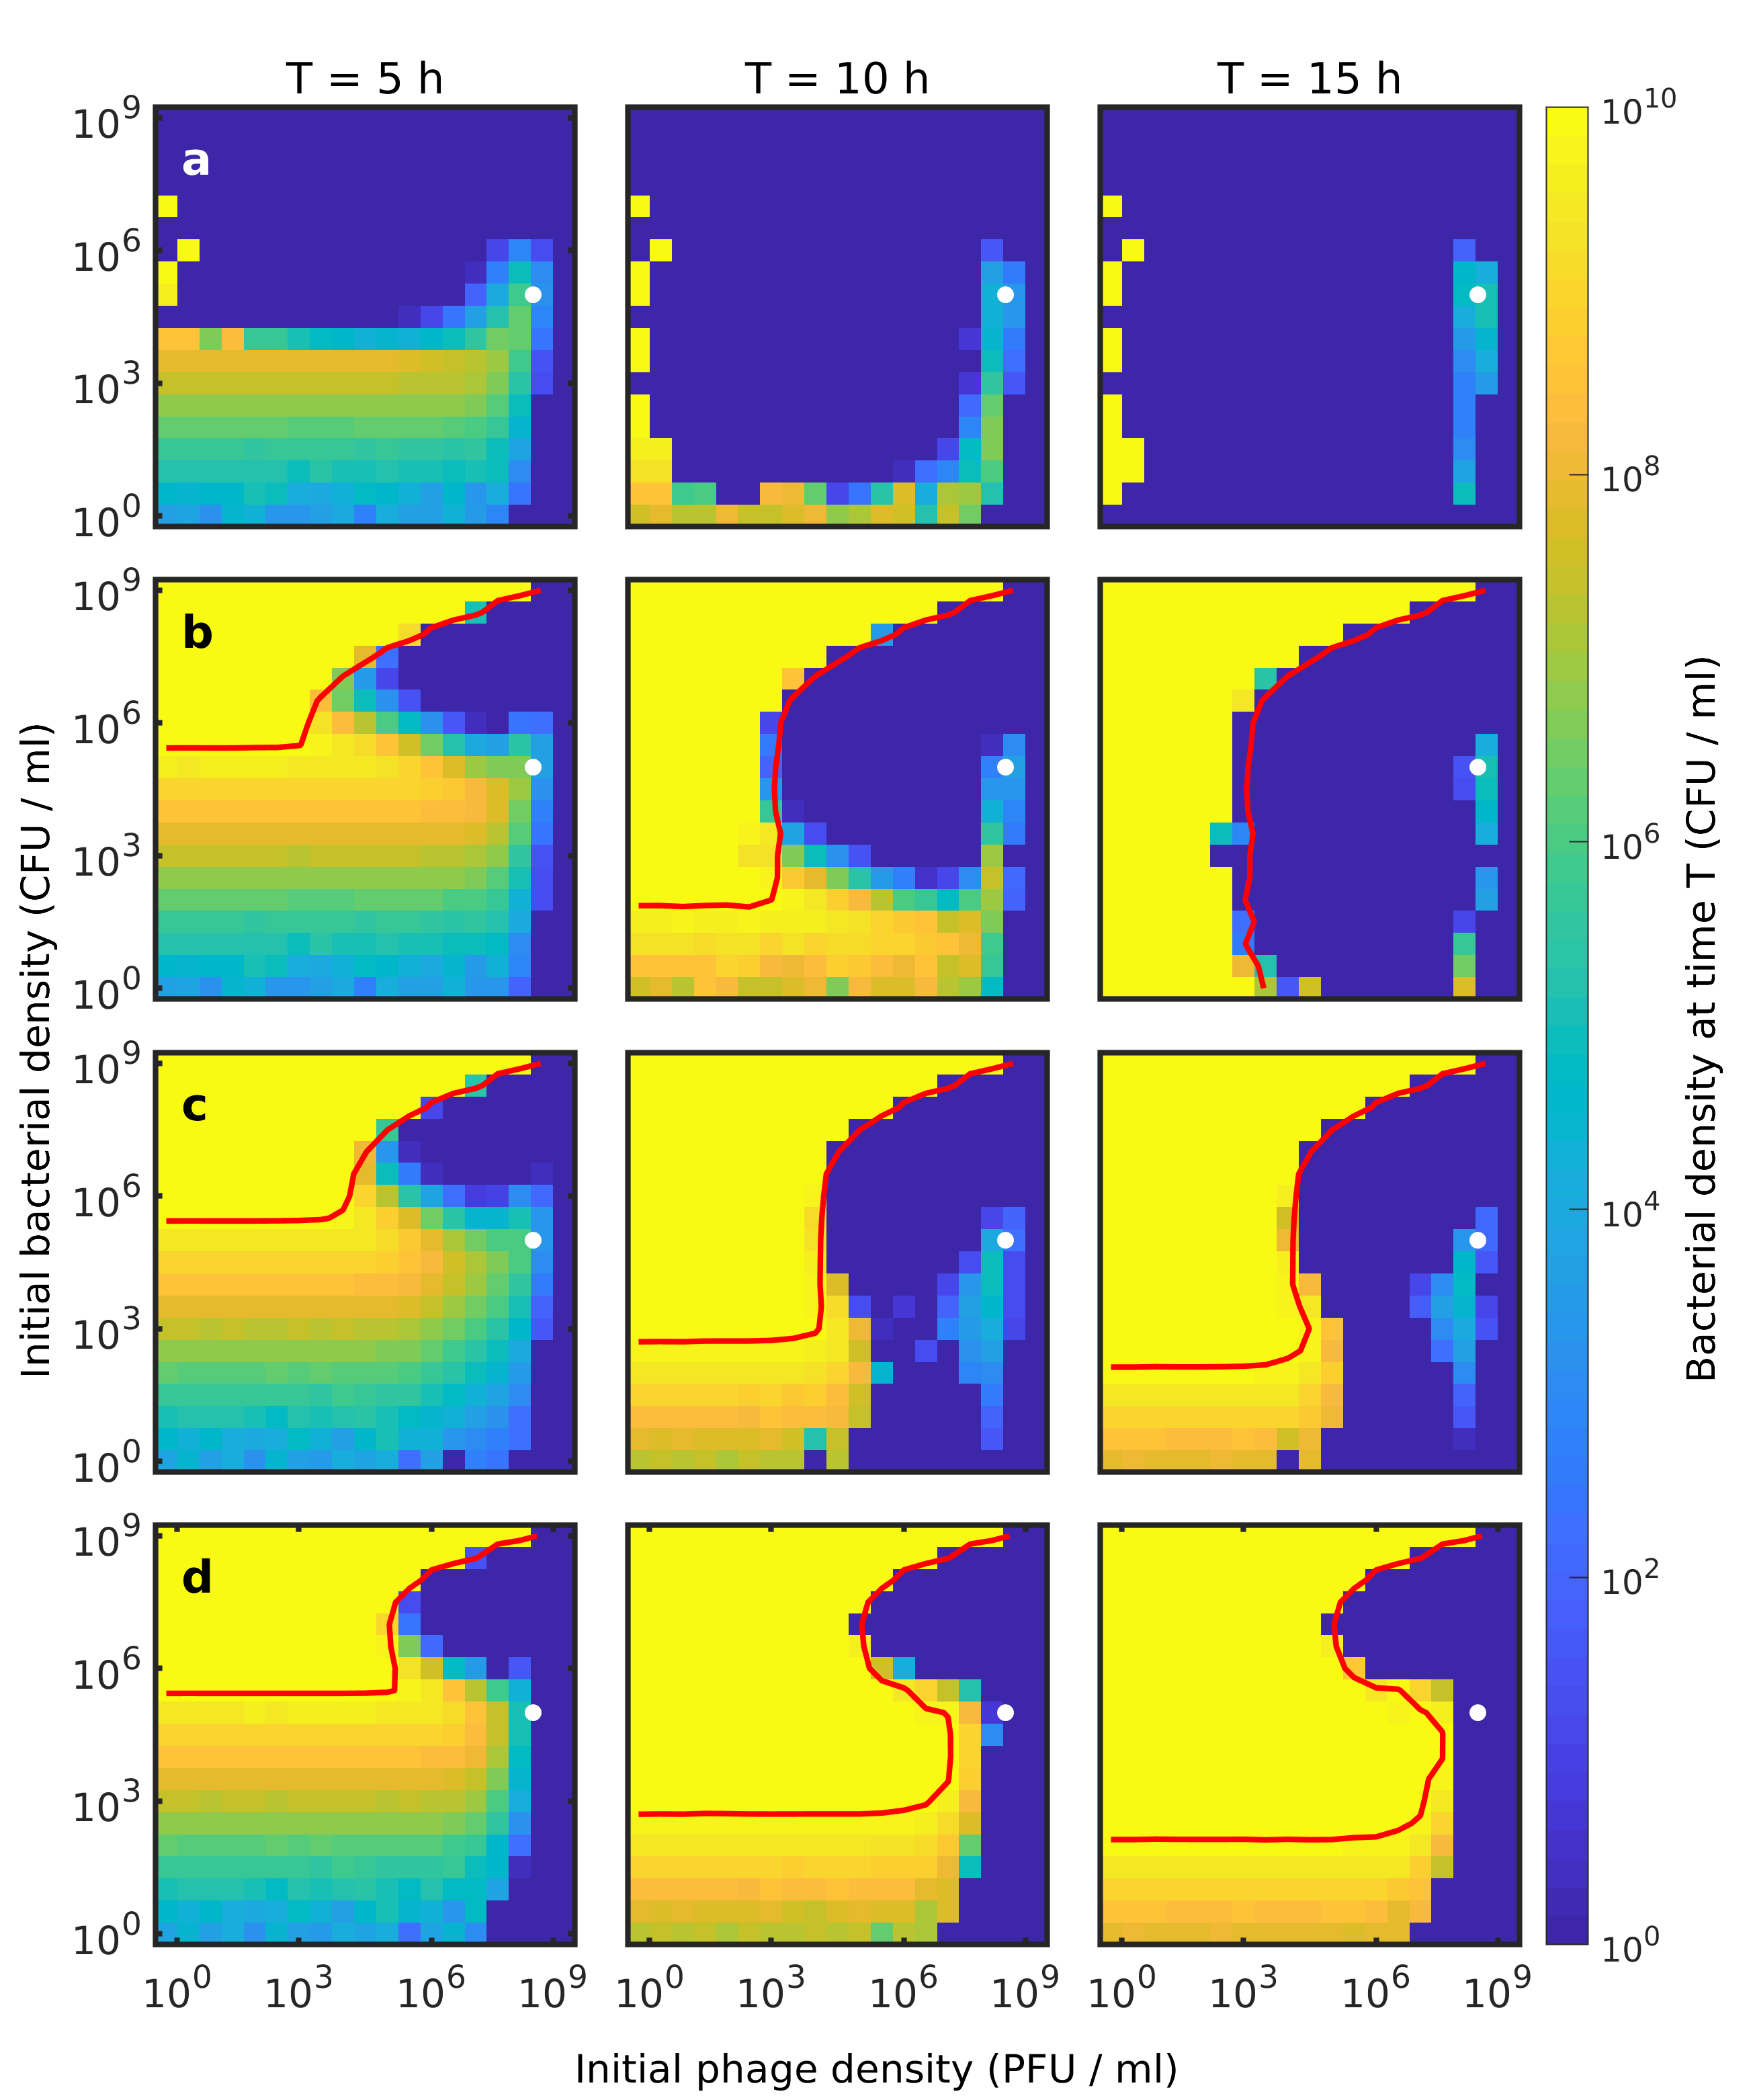 T = 5 h T = 10 h T = 15 h
10^9 10^10
a
10^6
10^3
10^0
10^8
10^9
b
10^6
10^3
10^6
10^0
Initial bacterial density (CFU / ml)
Bacterial density at time T (CFU / ml)
10^9
c
10^6
10^4
10^3
10^0
10^9
d
10^2
10^6
10^3
10^0
10^0
10^0 10^3 10^6 10^9 10^0 10^3 10^6 10^9 10^0 10^3 10^6 10^9
Initial phage density (PFU / ml)